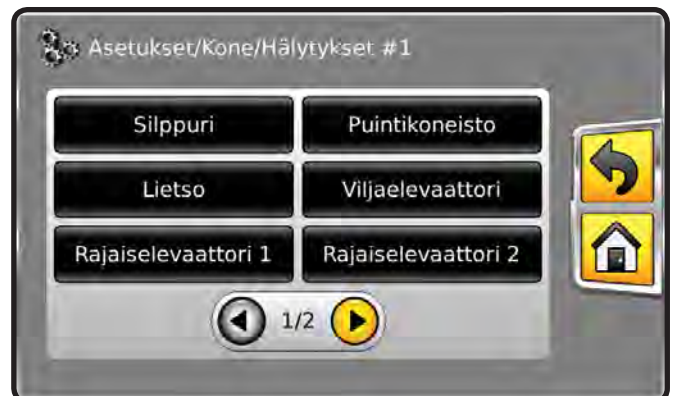 Asetukset/Kone/Hälytykset #1
Silppuri Puintikoneisto
Lietso Viljaelevaattori
Rajaiselevaattori 1 Rajaiselevaattori 2
1/2